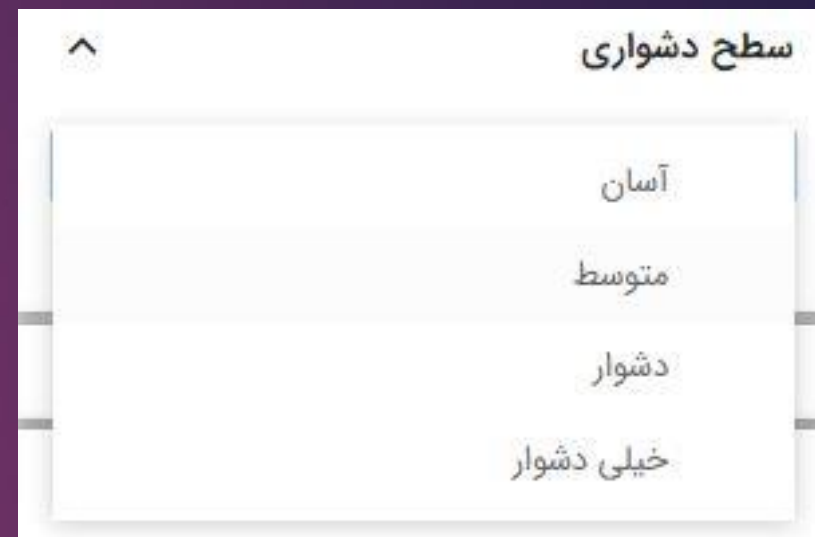 سطح دشواری
آسان
متوسط
دشوار
خیلی دشوار